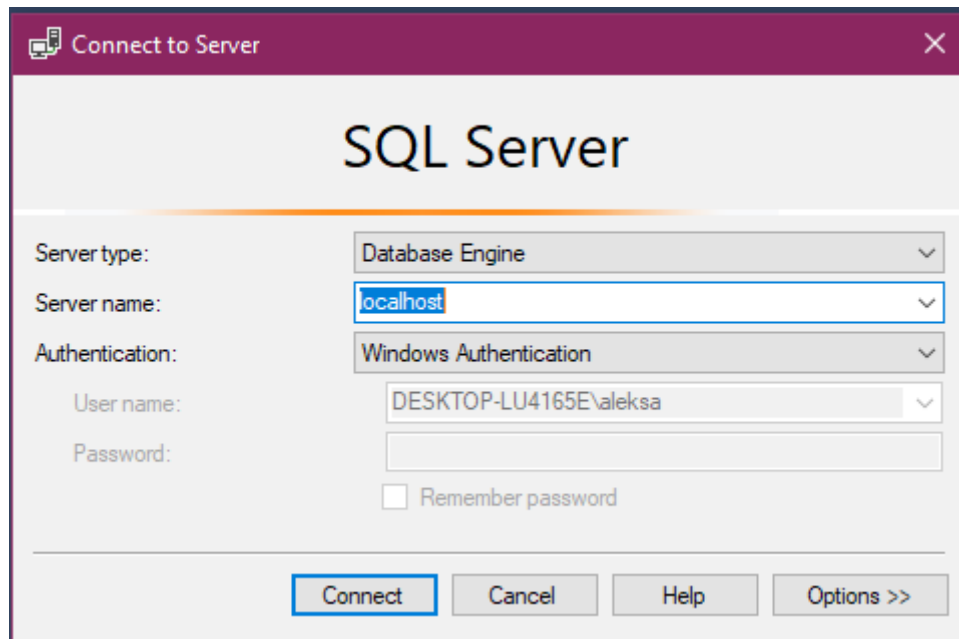 Connect to Server
SQL Server
Server type: Database Engine
Server name: localhost
Authentication: Windows Authentication
User name: DESKTOP-LU4165E\aleksa
Password:
Remember password
Connect Cancel Help Options >>